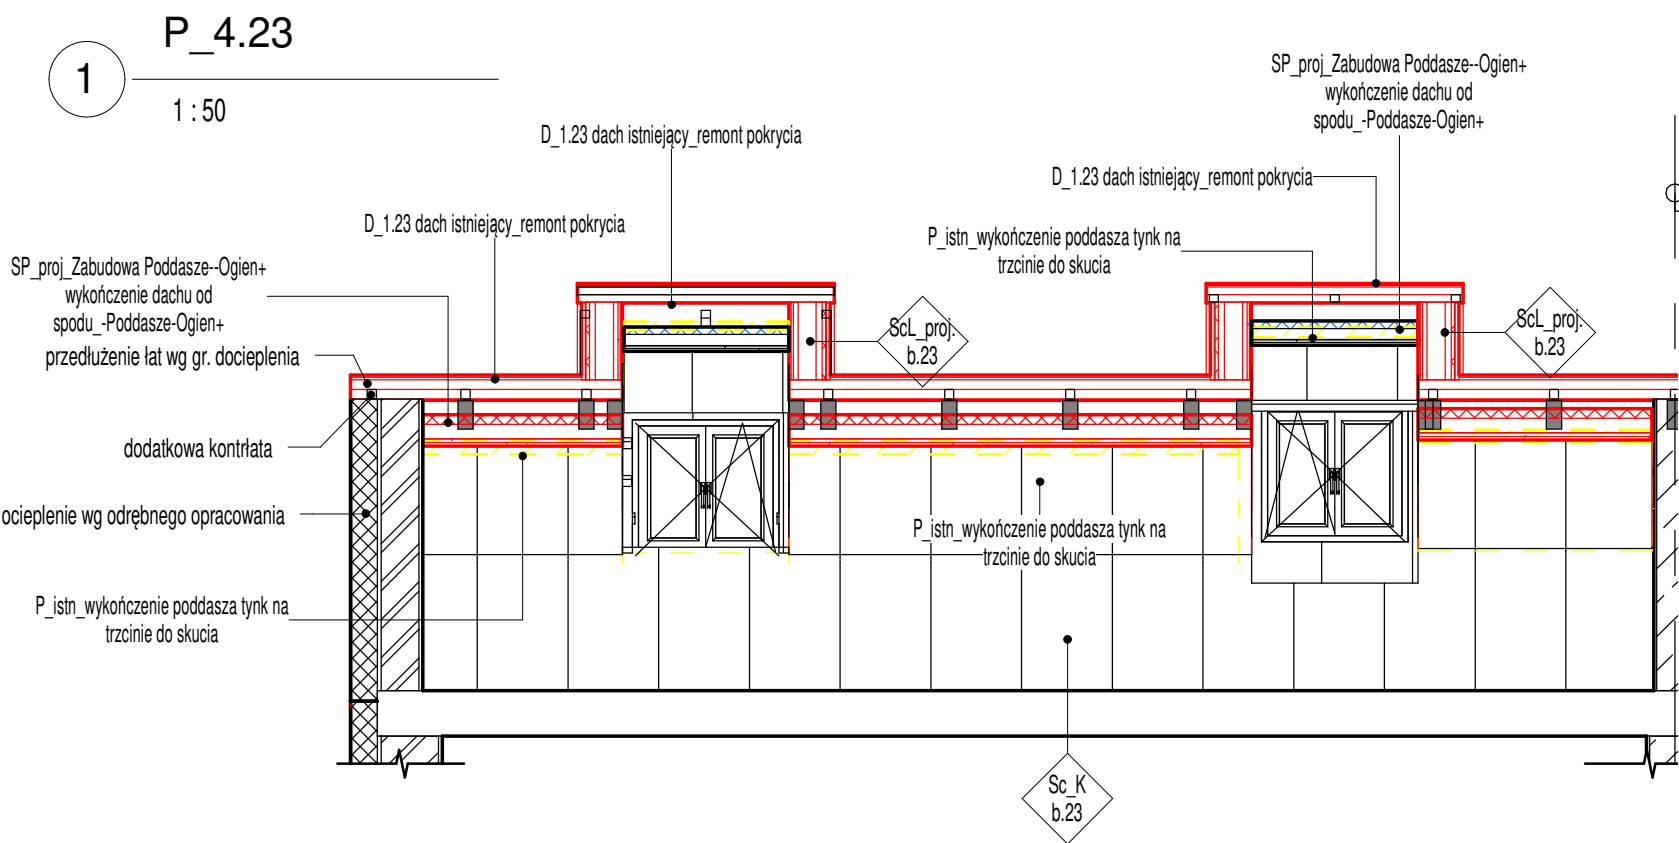 P_4.23
1
1 : 50
SP_proj_Zabudowa Poddasze--Ogien+
wykończenie dachu od
spodu_-Poddasze-Ogien+
D_1.23 dach istniejący_remont pokrycia
D_1.23 dach istniejący_remont pokrycia
D_1.23 dach istniejący_remont pokrycia
P_istn_wykończenie poddasza tynk na
trzcinie do skucia
SP_proj_Zabudowa Poddasze--Ogien+
wykończenie dachu od
spodu_-Poddasze-Ogien+
przedłużenie łat wg gr. docieplenia
ScL_proj.
b.23
ScL_proj.
b.23
dodatkowa kontrłata
ocieplenie wg odrębnego opracowania
P_istn_wykończenie poddasza tynk na
trzcinie do skucia
P_istn_wykończenie poddasza tynk na
trzcinie do skucia
Sc_K
b.23